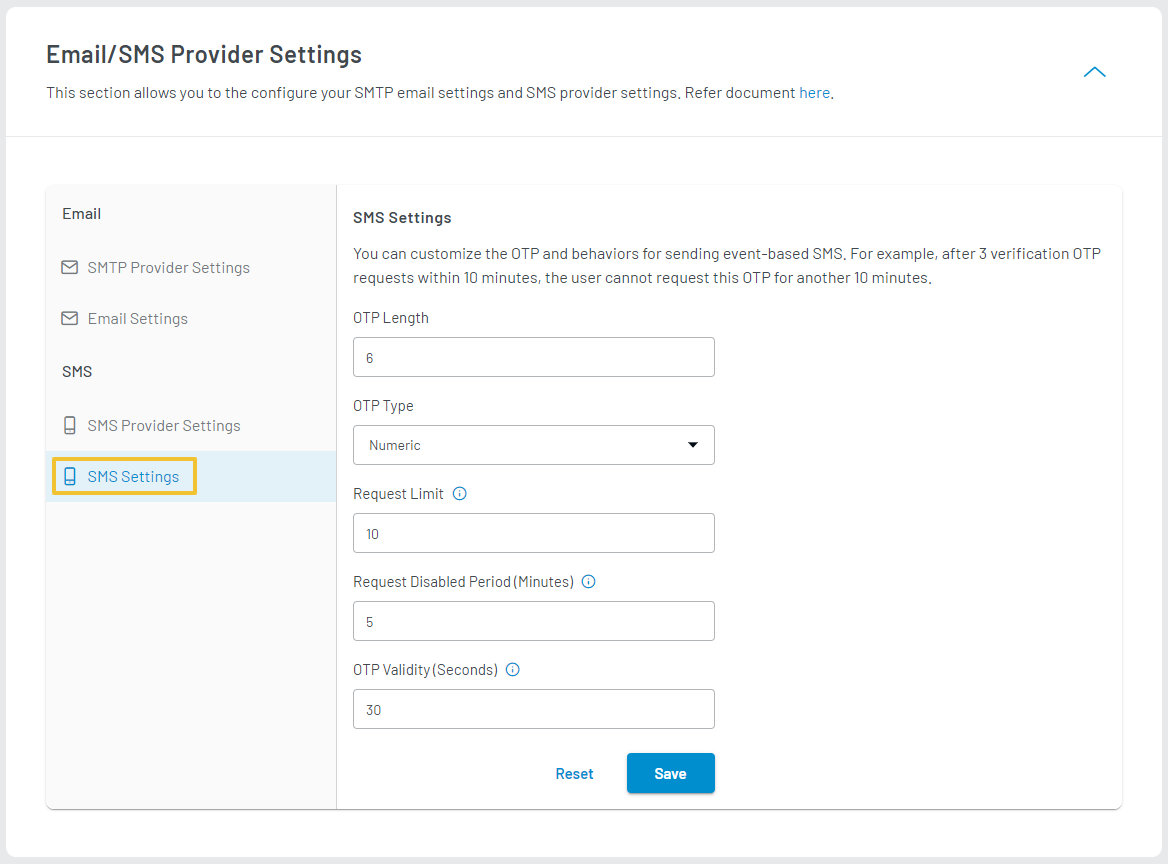 Email/SMS Provider Settings
This section allows you to the configure your SMTP email settings and SMS provider settings. Refer document here.
Email
SMTP Provider Settings
Email Settings
SMS
SMS Provider Settings
SMS Settings
SMS Settings
You can customize the OTP and behaviors for sending event-based SMS. For example, after 3 verification OTP
requests within 10 minutes, the user cannot request this OTP for another 10 minutes.
OTP Length
6
OTP Type
Numeric
Request Limit
10
Request Disabled Period (Minutes)
5
OTP Validity (Seconds)
30
Reset
Save